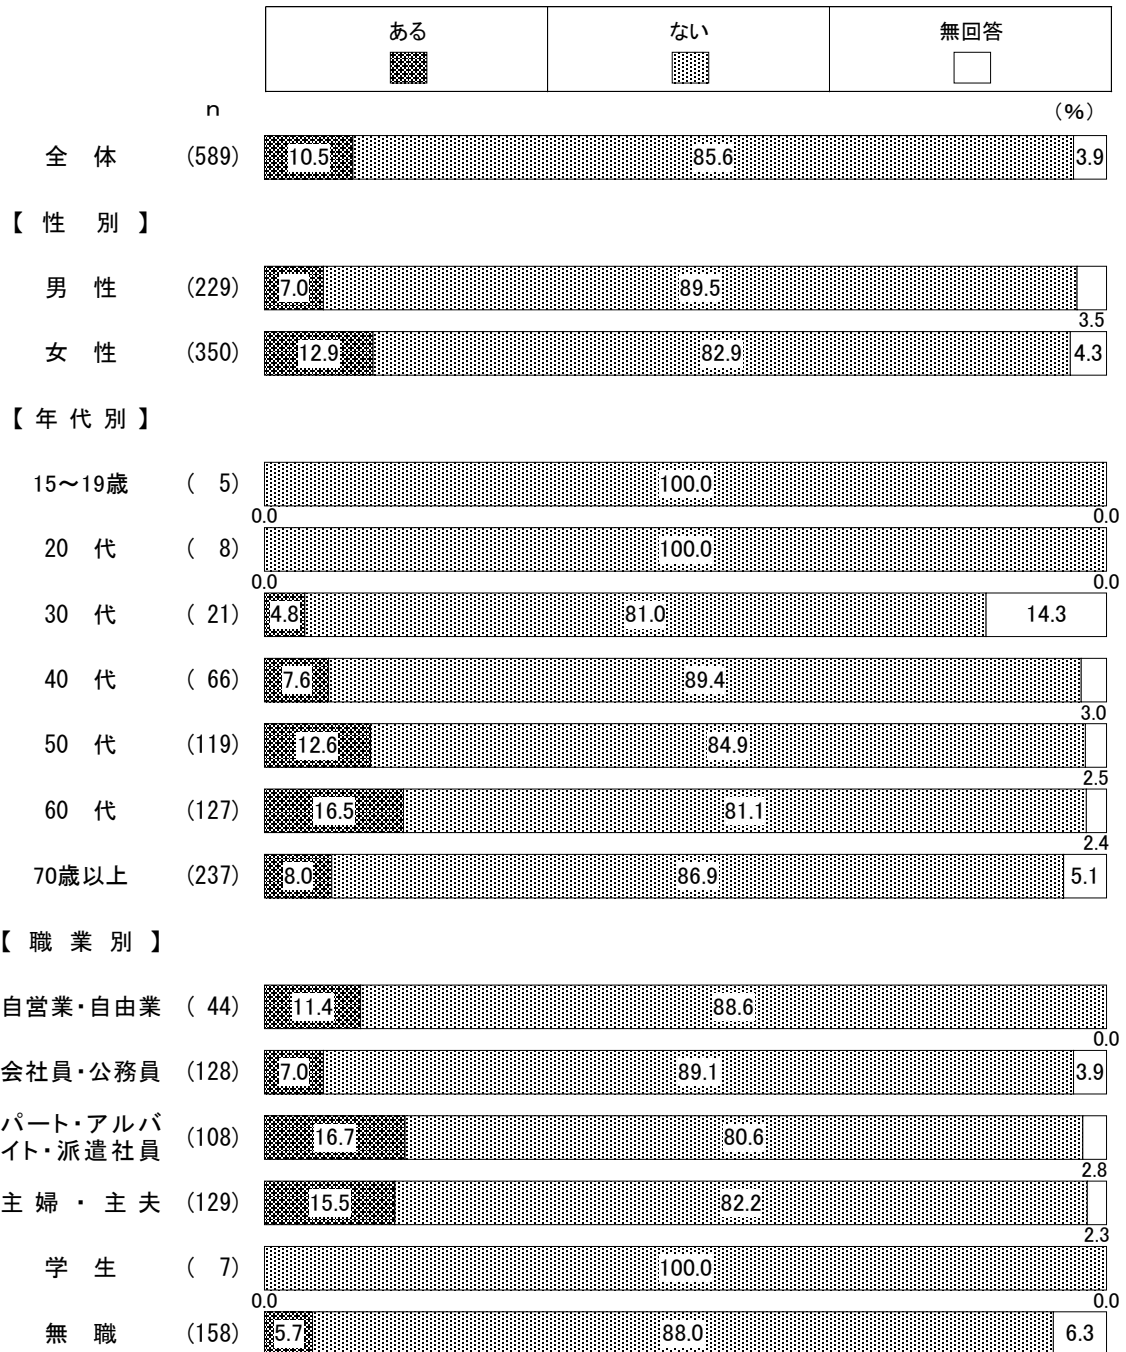 ある ない 無回答
n (%)
全 体 (589) 10.5 85.6 3.9
【 性 別 】
男 性 (229) 7.0 89.5
3.5
女 性 (350) 12.9 82.9 4.3
【 年 代 別 】
15～19歳 ( 5) 100.0
0.0 0.0
20 代 ( 8) 100.0
0.0 0.0
30 代 ( 21) 4.8 81.0 14.3
40 代 ( 66) 7.6 89.4
3.0
50 代 (119) 12.6 84.9
2.5
60 代 (127) 16.5 81.1
2.4
70歳以上 (237) 8.0 86.9 5.1
【 職 業 別 】
自営業・自由業 ( 44) 11.4 88.6
0.0
会社員・公務員 (128) 7.0 89.1 3.9
パート・アルバ
イト・派遣社員 (108) 16.7 80.6
2.8
主 婦 ・ 主 夫 (129) 15.5 82.2
2.3
学 生 ( 7) 100.0
0.0 0.0
無 職 (158) 5.7 88.0 6.3